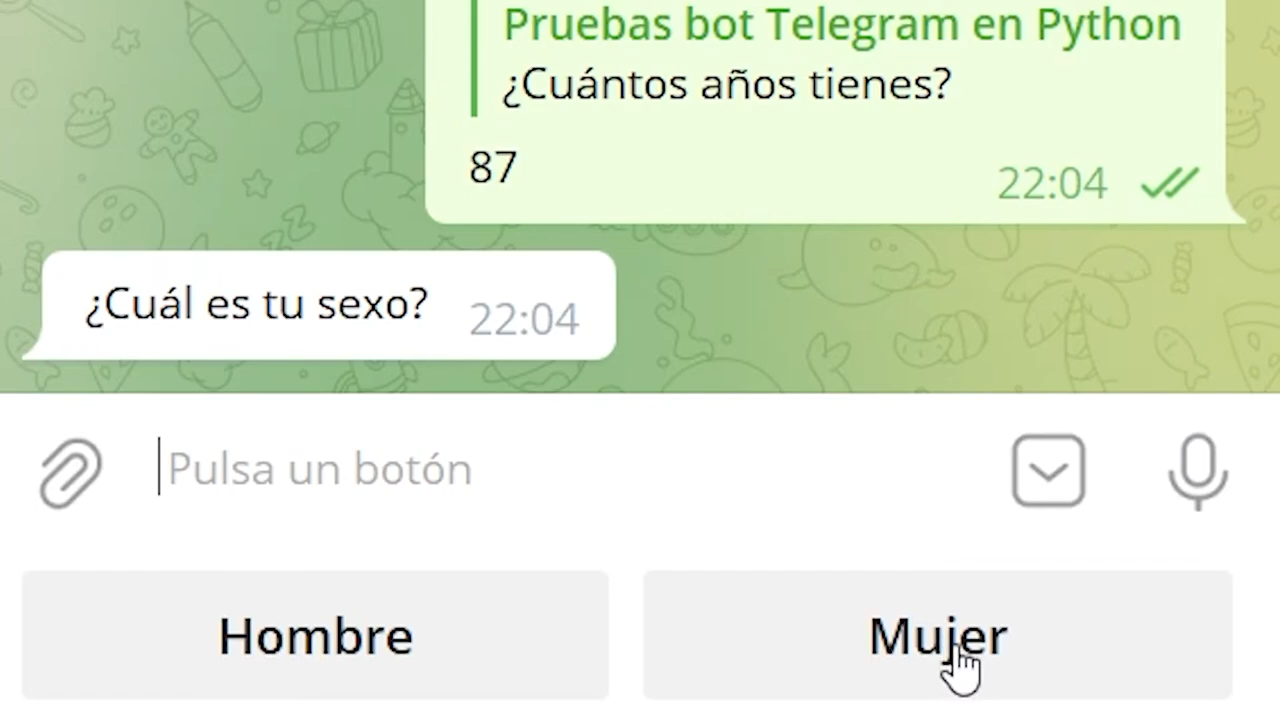 Pruebas bot Telegram en Python
¿Cuántos años tienes?
87
22:04
¿Cuál es tu sexo?
22:04
Pulsa un botón
Hombre
Mujer